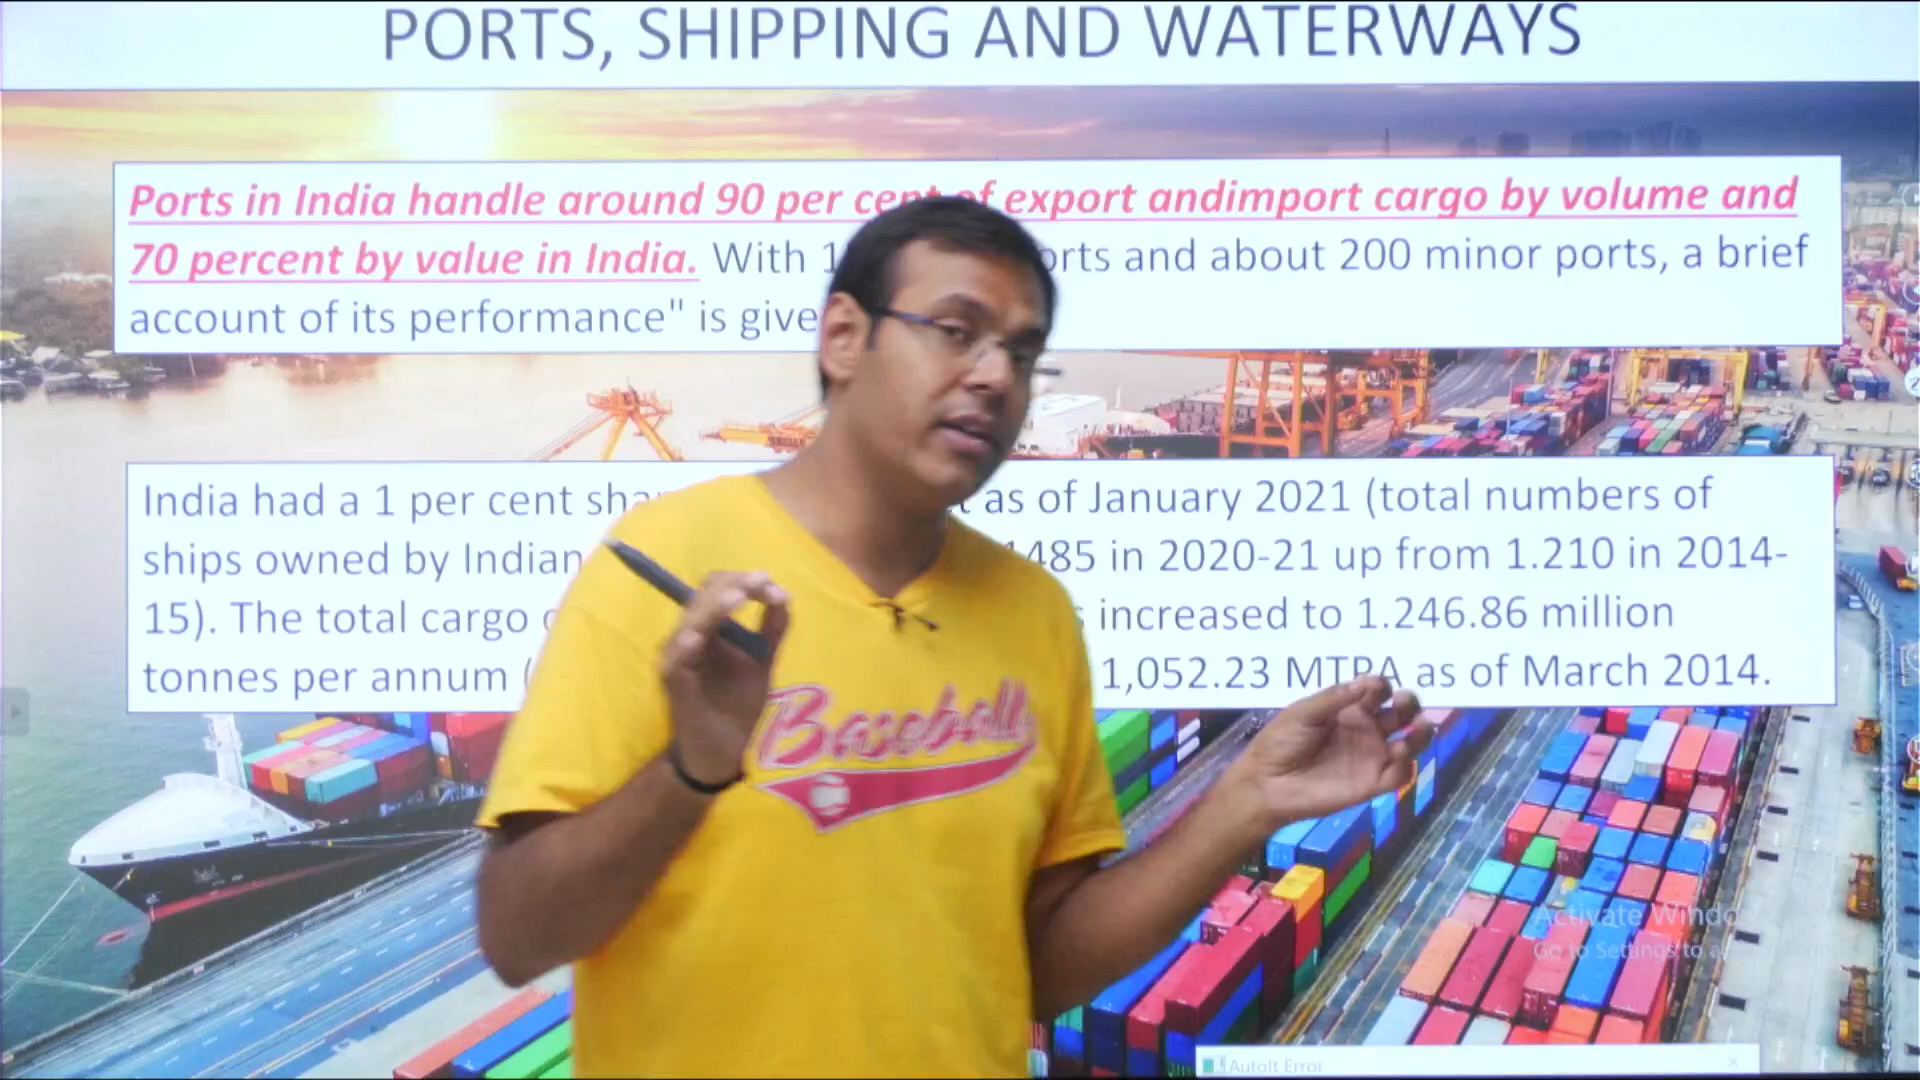 PORTS, SHIPPING AND WATERWAYS
Ports in India handle around 90 per cent of export andimport cargo by volume and
70 percent by value in India. With 1 orts and about 200 minor ports, a brief
account of its performance" is give
India had a 1 per cent sha as of January 2021 (total numbers of
ships owned by Indian 1485 in 2020-21 up from 1.210 in 2014-
15). The total cargo increased to 1.246.86 million
tonnes per annum ( 1,052.23 MTPA as of March 2014.
Baseball
Activate Windo
Go to Settings to a
AutoIt Error